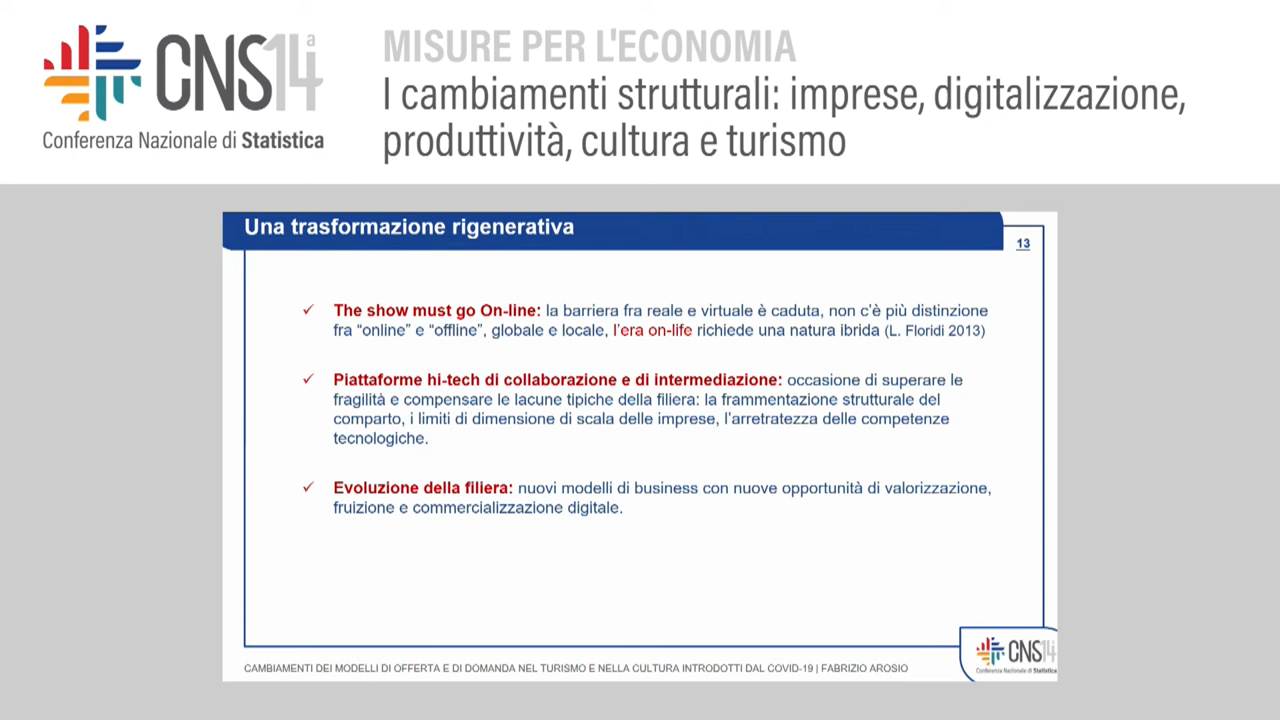 CNS14ª
Conferenza Nazionale di Statistica
MISURE PER L'ECONOMIA
I cambiamenti strutturali: imprese, digitalizzazione,
produttività, cultura e turismo
Una trasformazione rigenerativa
13
✓ The show must go On-line: la barriera fra reale e virtuale è caduta, non c'è più distinzione
fra “online” e “offline”, globale e locale, l'era on-life richiede una natura ibrida (L. Floridi 2013)
✓ Piattaforme hi-tech di collaborazione e di intermediazione: occasione di superare le
fragilità e compensare le lacune tipiche della filiera: la frammentazione strutturale del
comparto, i limiti di dimensione di scala delle imprese, l'arretratezza delle competenze
tecnologiche.
✓ Evoluzione della filiera: nuovi modelli di business con nuove opportunità di valorizzazione,
fruizione e commercializzazione digitale.
CAMBIAMENTI DEI MODELLI DI OFFERTA E DI DOMANDA NEL TURISMO E NELLA CULTURA INTRODOTTI DAL COVID-19 | FABRIZIO AROSIO
CNS14
Conferenza Nazionale di Statistica